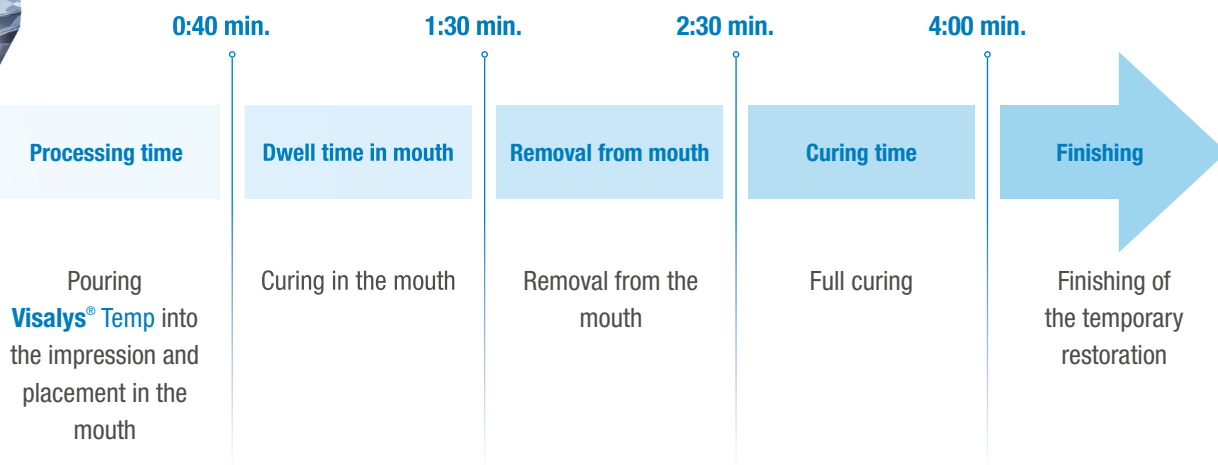 0:40 min.
1:30 min.
2:30 min.
4:00 min.
Processing time
Dwell time in mouth
Removal from mouth
Curing time
Finishing
Pouring
Visalys® Temp into
the impression and
placement in the
mouth
Curing in the mouth
Removal from the
mouth
Full curing
Finishing of
the temporary
restoration